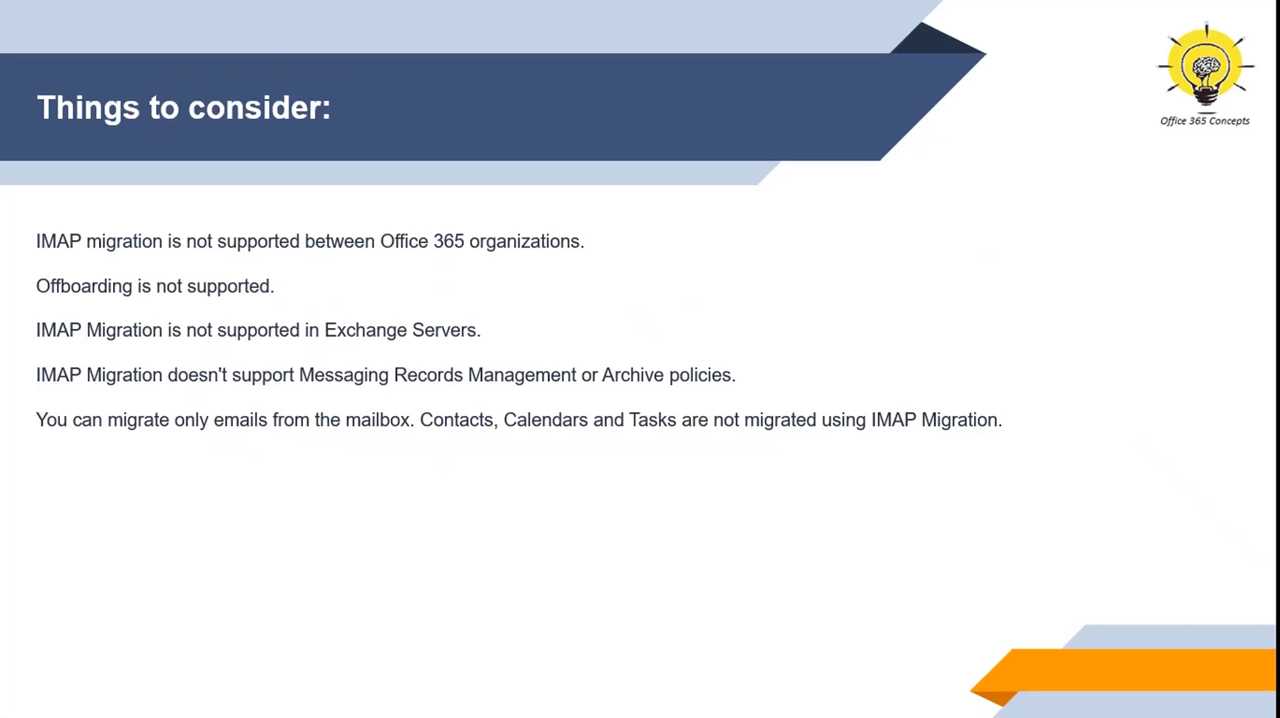 Things to consider:
Office 365 Concepts
IMAP migration is not supported between Office 365 organizations.
Offboarding is not supported.
IMAP Migration is not supported in Exchange Servers.
IMAP Migration doesn't support Messaging Records Management or Archive policies.
You can migrate only emails from the mailbox. Contacts, Calendars and Tasks are not migrated using IMAP Migration.